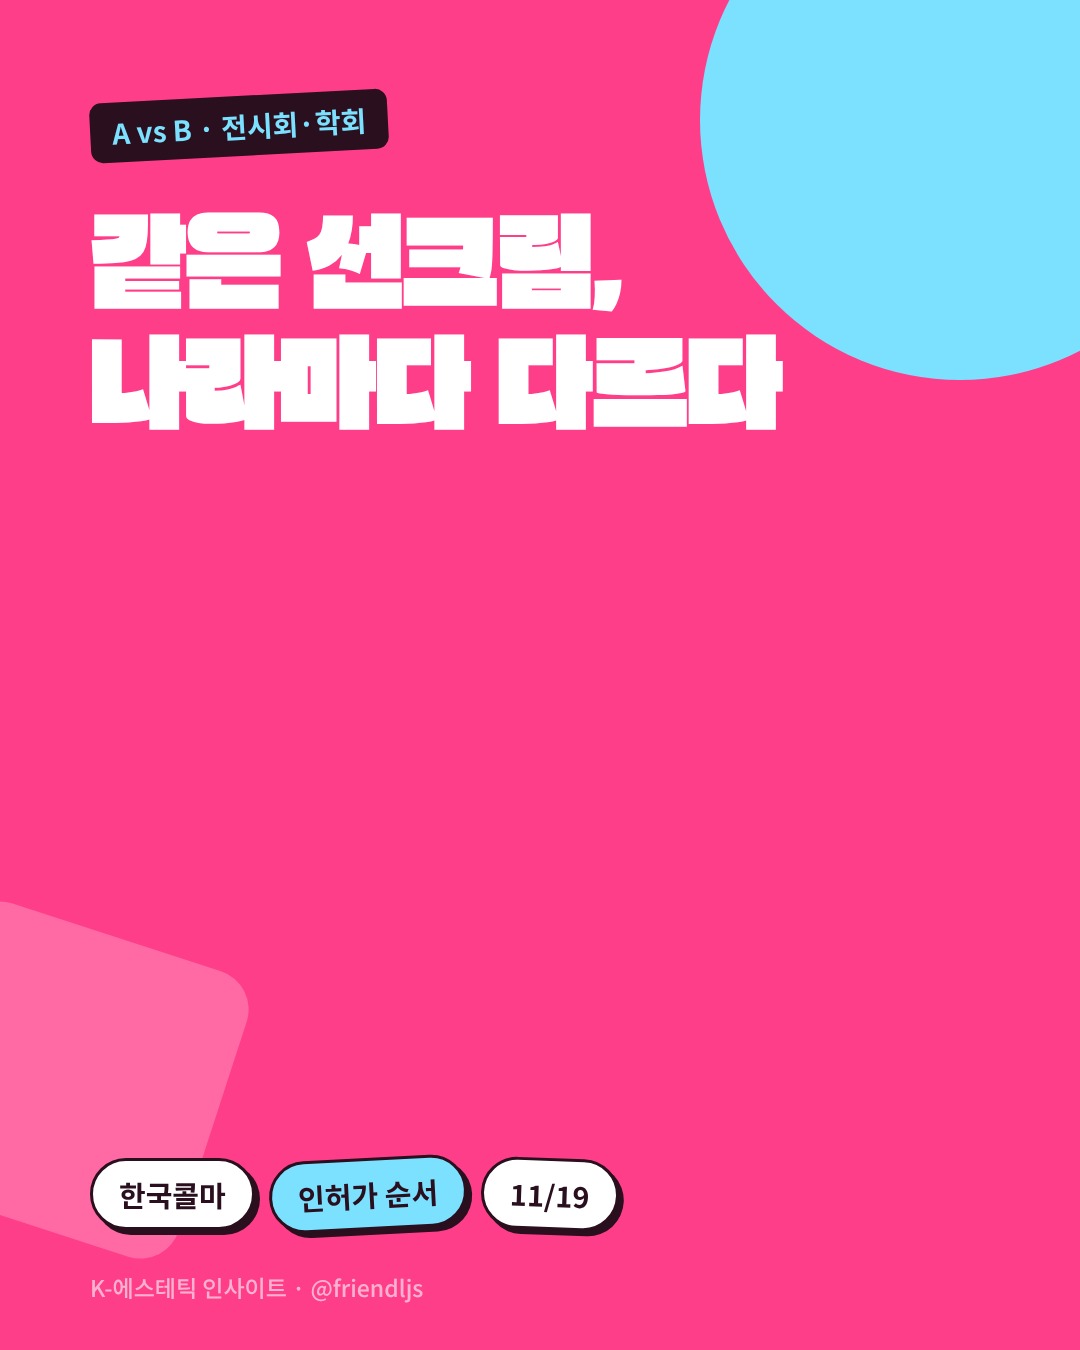 A vs B · 전시회·학회
같은 선크림,
나라마다 다르다
한국콜마
인허가 순서
11/19
K-에스테틱 인사이트 · @friendljs